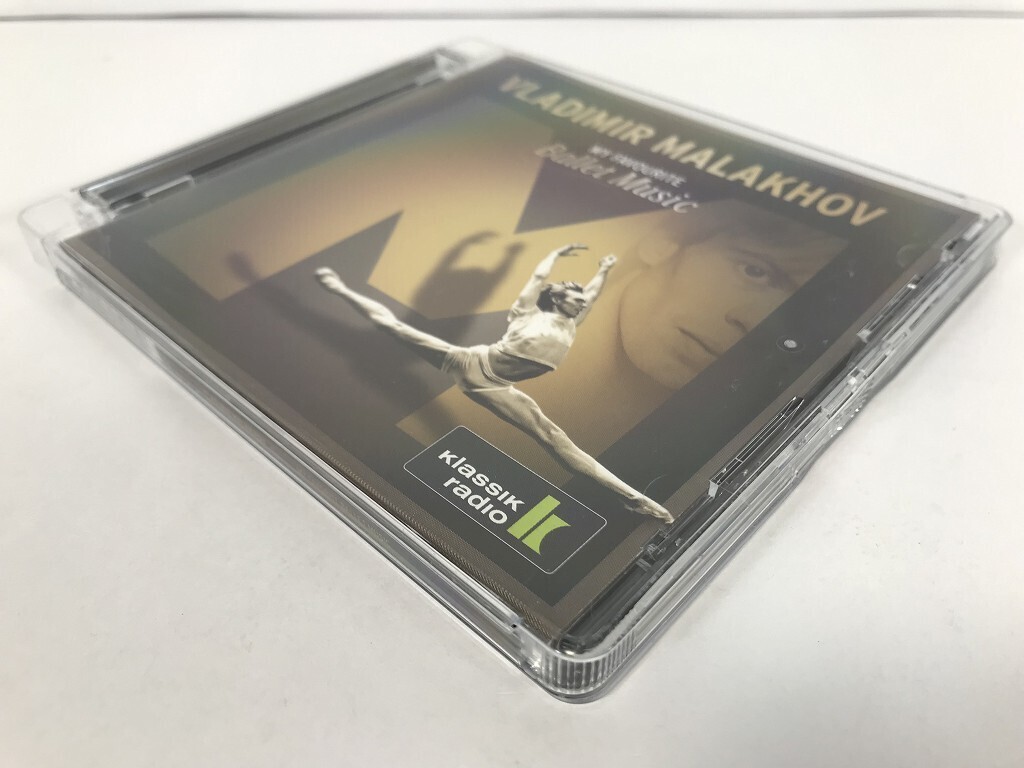 VLADIMIR MALAKHOV
MY FAVOURITE
Ballet Music
klassik
radio